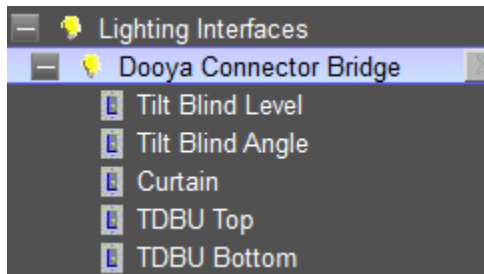 Lighting Interfaces
Dooya Connector Bridge
Tilt Blind Level
Tilt Blind Angle
Curtain
TDBU Top
TDBU Bottom